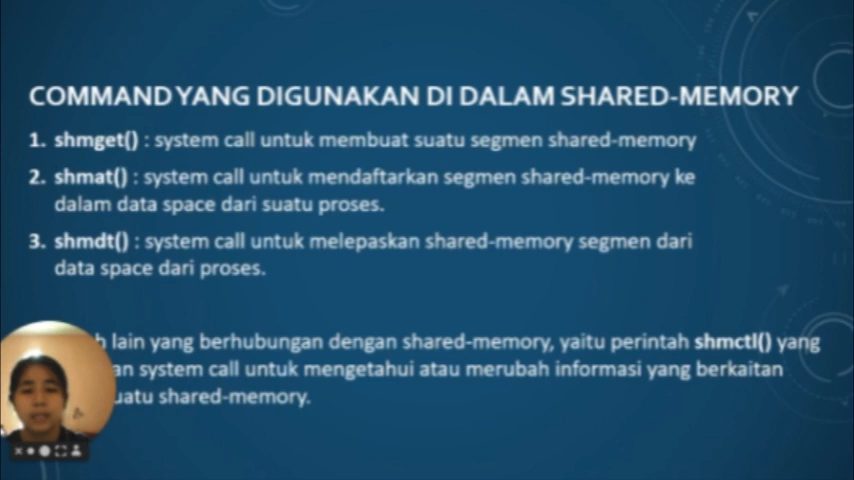 COMMAND YANG DIGUNAKAN DI DALAM SHARED-MEMORY
1. shmget() : system call untuk membuat suatu segmen shared-memory
2. shmat() : system call untuk mendaftarkan segmen shared-memory ke
dalam data space dari suatu proses.
3. shmdt() : system call untuk melepaskan shared-memory segmen dari
data space dari proses.
lain yang berhubungan dengan shared-memory, yaitu perintah shmctl() yang
system call untuk mengetahui atau merubah informasi yang berkaitan
shared-memory.